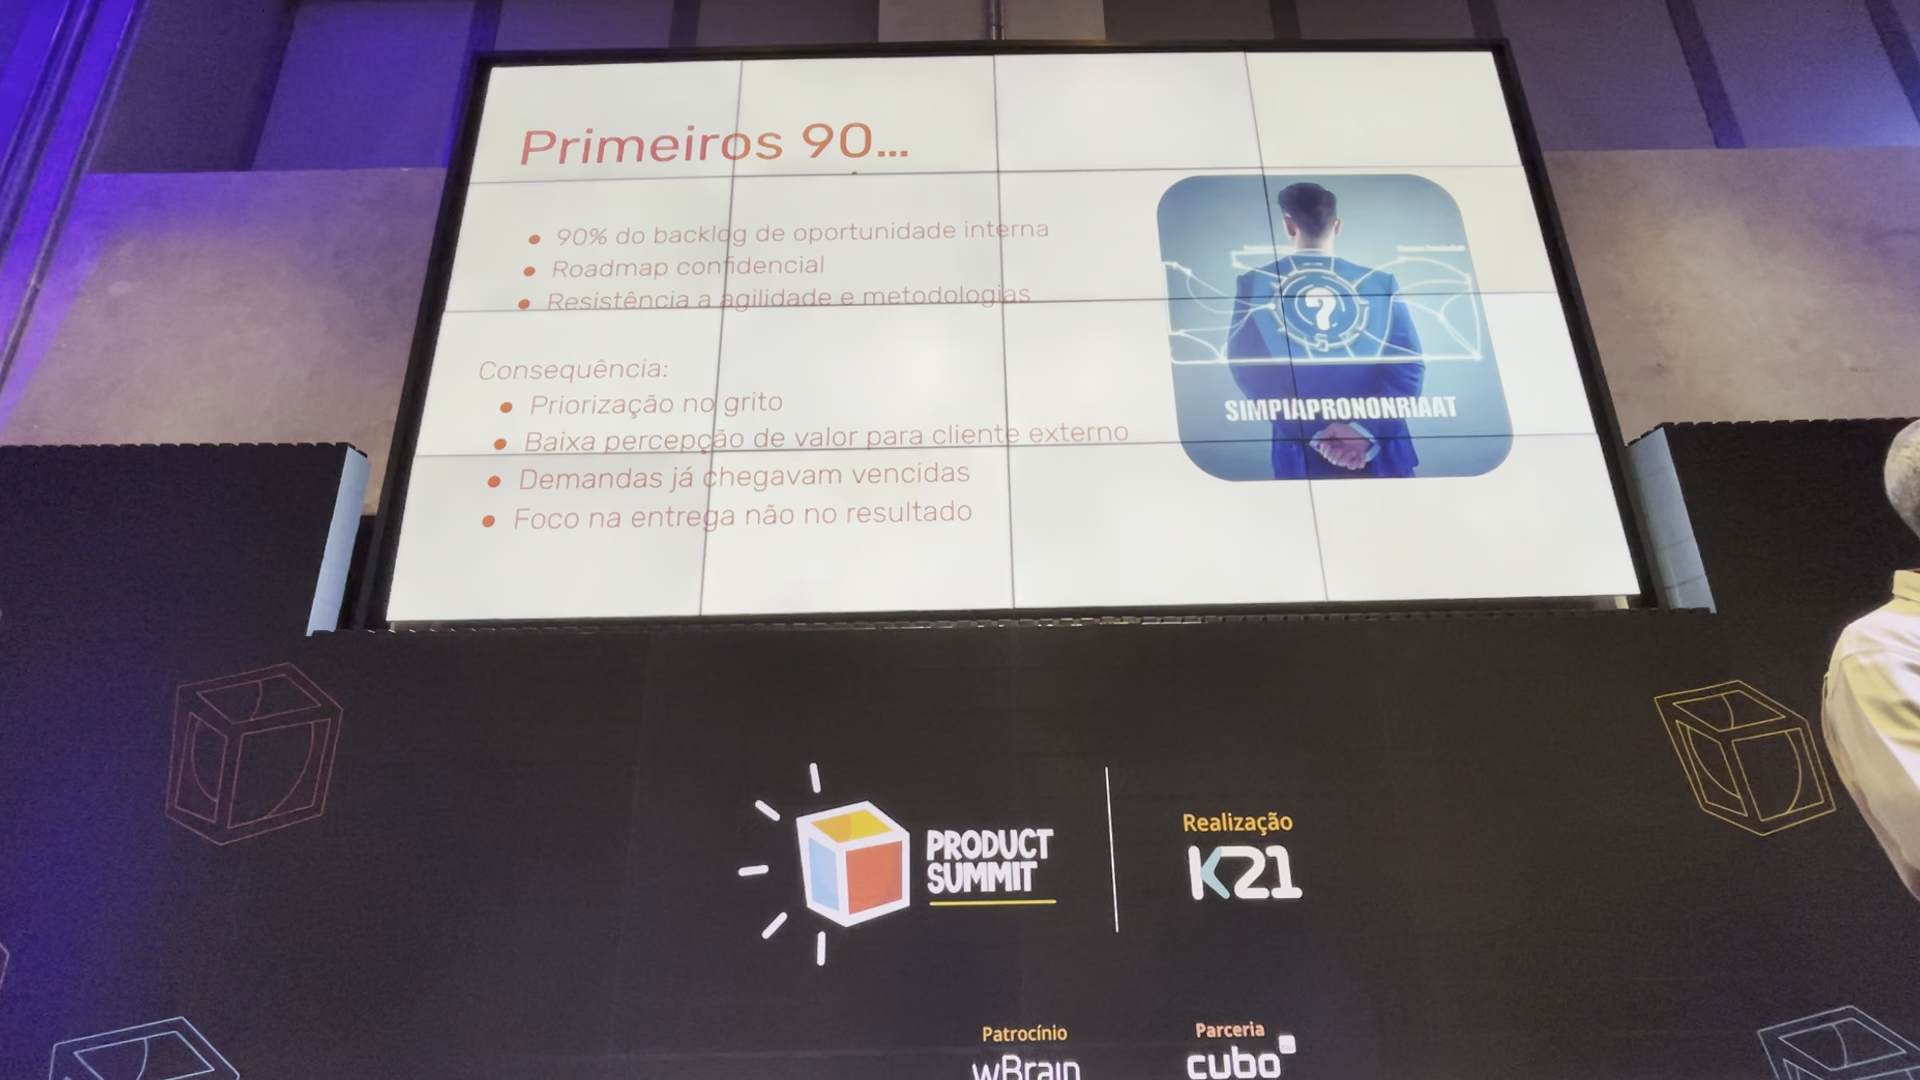 Primeiros 90...
90% do backlog de oportunidade interna
Roadmap confidencial
Resistência a agilidade e metodologias
Consequência:
Priorização no grito
Baixa percepção de valor para cliente externo
Demandas já chegavam vencidas
Foco na entrega não no resultado
SIMPIAPRONONRIAAT
PRODUCT
SUMMIT
Realização
K21
Patrocínio
wBrain
Parceria
cubo